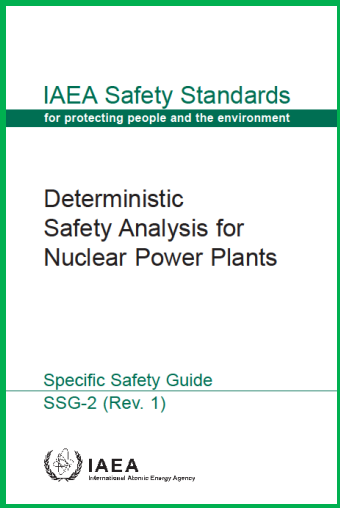 IAEA Safety Standards
for protecting people and the environment
Deterministic
Safety Analysis for
Nuclear Power Plants
Specific Safety Guide
SSG-2 (Rev. 1)
IAEA
International Atomic Energy Agency